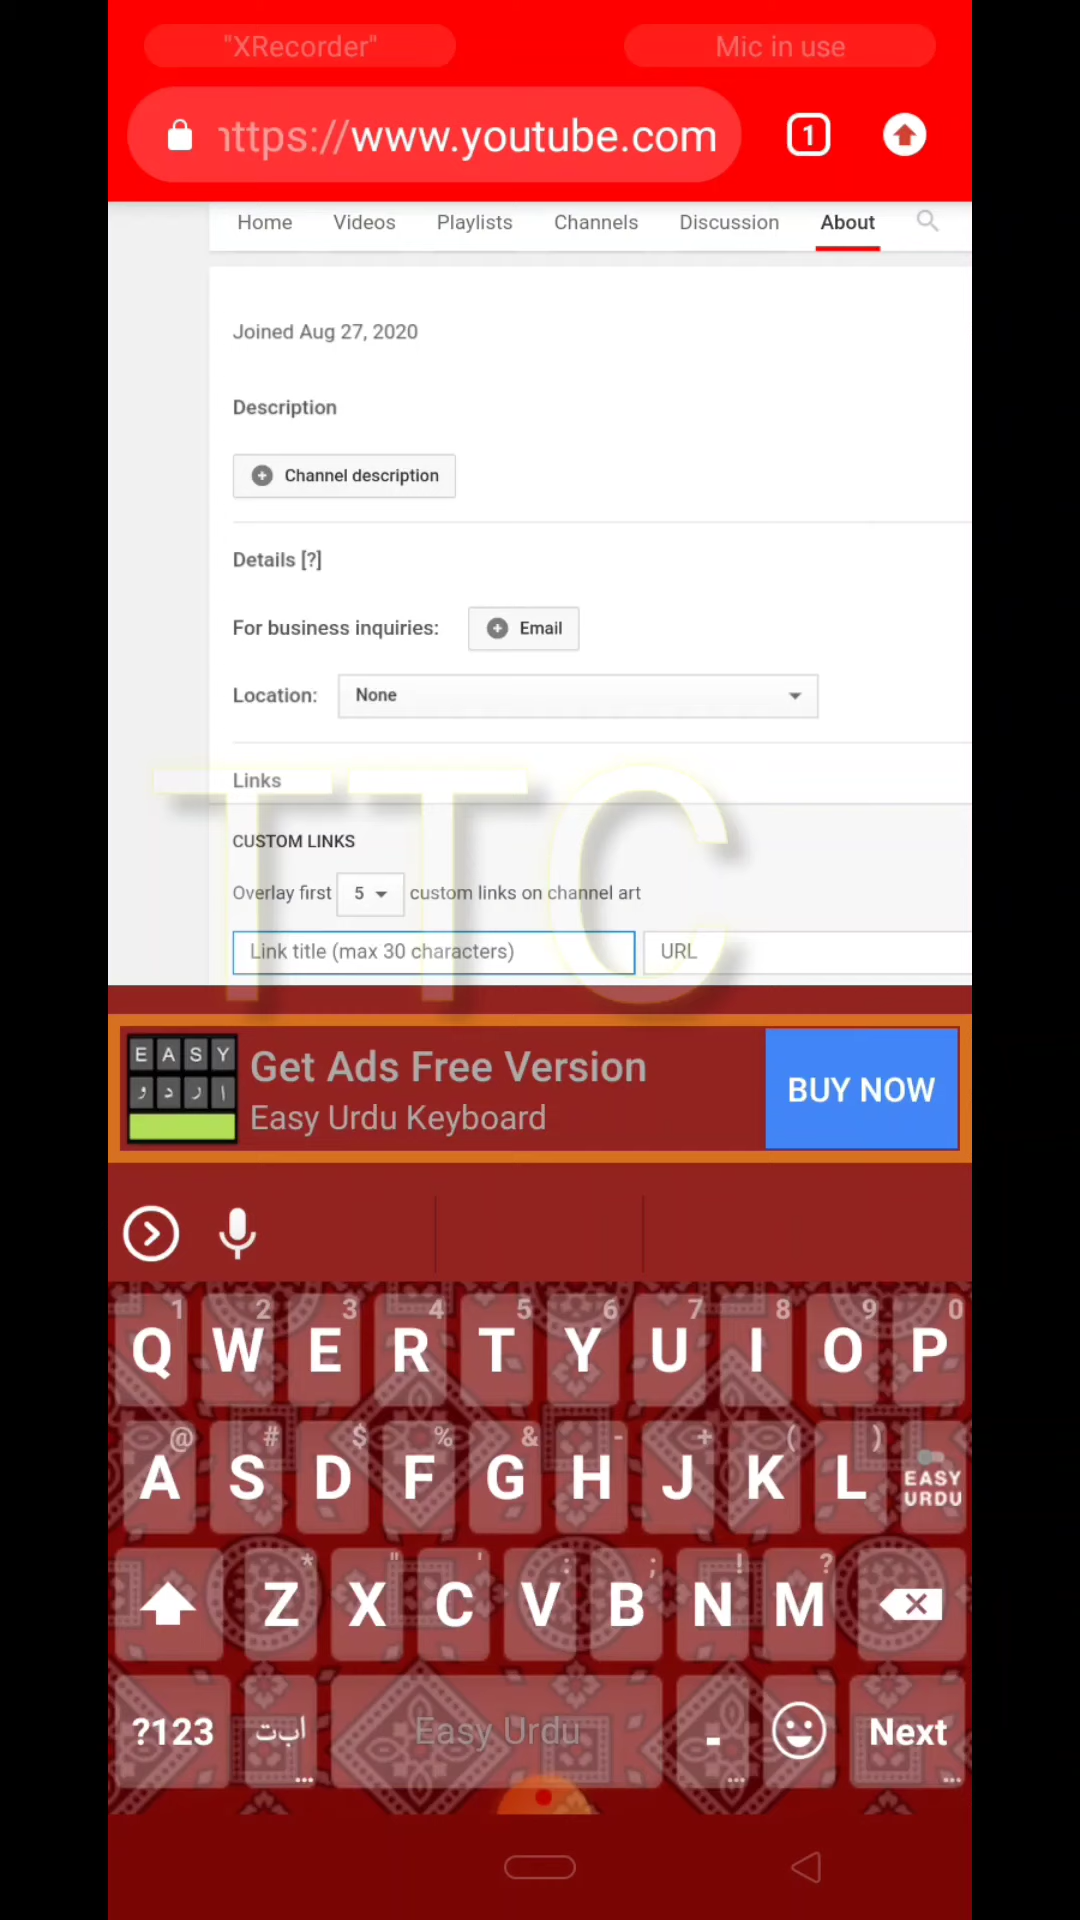 "XRecorder" Mic in use
ttps://www.youtube.com 1
Home Videos Playlists Channels Discussion About
Joined Aug 27, 2020
Description
Channel description
Details [?]
For business inquiries: Email
Location: None
Links
TTC
CUSTOM LINKS
Overlay first 5 custom links on channel art
Link title (max 30 characters) URL
E A S Y
ا ر د و
Get Ads Free Version
Easy Urdu Keyboard
BUY NOW
1 2 3 4 5 6 7 8 9 0
Q W E R T Y U I O P
@ # $ % & - + ( )
A S D F G H J K L EASY URDU
* " ' : ; ! ?
Z X C V B N M
?123 ا ب ت Easy Urdu - Next